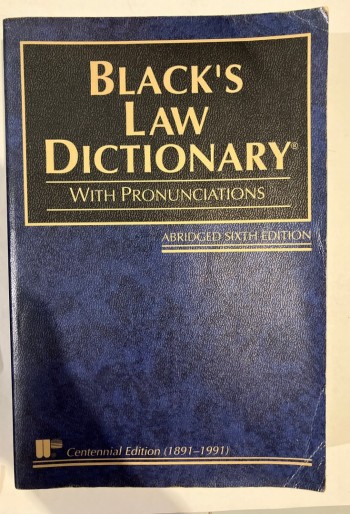 BLACK'S
LAW
DICTIONARY®
WITH PRONUNCIATIONS
ABRIDGED SIXTH EDITION
Centennial Edition (1891–1991)